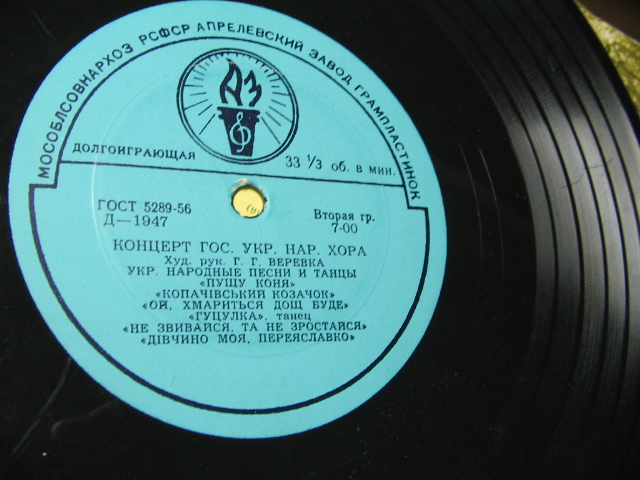 МОСОБЛСОВНАРХОЗ РСФСР АПРЕЛЕВСКИЙ ЗАВОД ГРАМПЛАСТИНОК
АЗ
ДОЛГОИГРАЮЩАЯ 33 1/3 об. в мин.
ГОСТ 5289-56 Вторая гр.
Д—1947 7-00
КОНЦЕРТ ГОС. УКР. НАР. ХОРА
Худ. рук. Г. Г. ВЕРЕВКА
УКР. НАРОДНЫЕ ПЕСНИ И ТАНЦЫ
«ПУЩУ КОНЯ»
«КОПАЧІВСЬКИЙ КОЗАЧОК»
«ОЙ, ХМАРИТЬСЯ ДОЩ БУДЕ»
«ГУЦУЛКА», танец
«НЕ ЗВИВАЙСЯ, ТА НЕ ЗРОСТАЙСЯ»
«ДІВЧИНО МОЯ, ПЕРЕЯСЛАВКО»